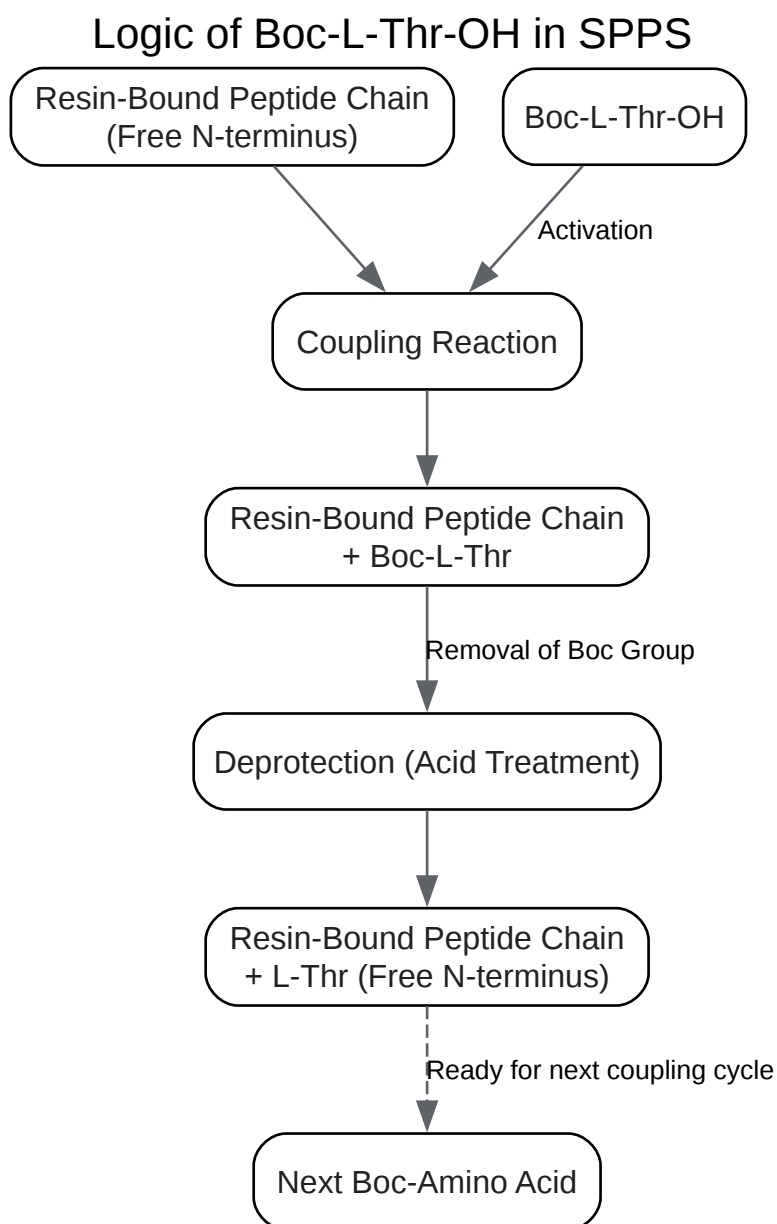 Logic of Boc-L-Thr-OH in SPPS
Resin-Bound Peptide Chain
(Free N-terminus)
Boc-L-Thr-OH
Activation
Coupling Reaction
Resin-Bound Peptide Chain
+ Boc-L-Thr
Removal of Boc Group
Deprotection (Acid Treatment)
Resin-Bound Peptide Chain
+ L-Thr (Free N-terminus)
Ready for next coupling cycle
Next Boc-Amino Acid